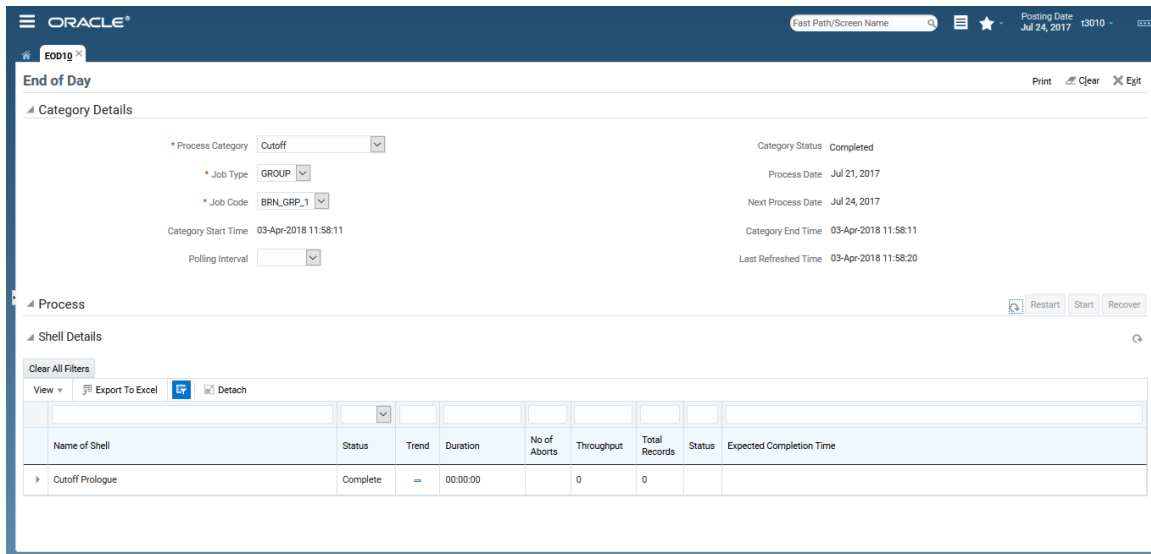 ORACLE®
Fast Path/Screen Name
Posting Date
Jul 24, 2017
t3010
EOD10
End of Day
Print Clear Exit
Category Details
* Process Category Cutoff
Category Status Completed
* Job Type GROUP
Process Date Jul 21, 2017
* Job Code BRN_GRP_1
Next Process Date Jul 24, 2017
Category Start Time 03-Apr-2018 11:58:11
Category End Time 03-Apr-2018 11:58:11
Polling Interval
Last Refreshed Time 03-Apr-2018 11:58:20
Process
Restart Start Recover
Shell Details
Clear All Filters
View Export To Excel Detach
Name of Shell Status Trend Duration No of Aborts Throughput Total Records Status Expected Completion Time
Cutoff Prologue Complete = 00:00:00 0 0